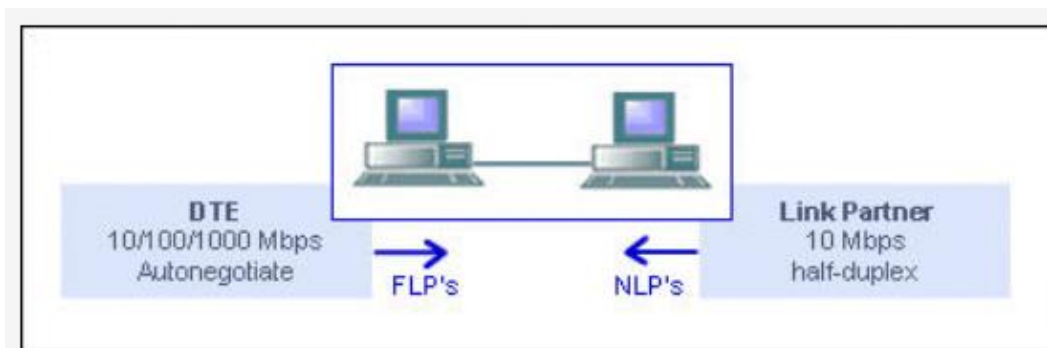 DTE
10/100/1000 Mbps
Autonegotiate
FLP's
NLP's
Link Partner
10 Mbps
half-duplex